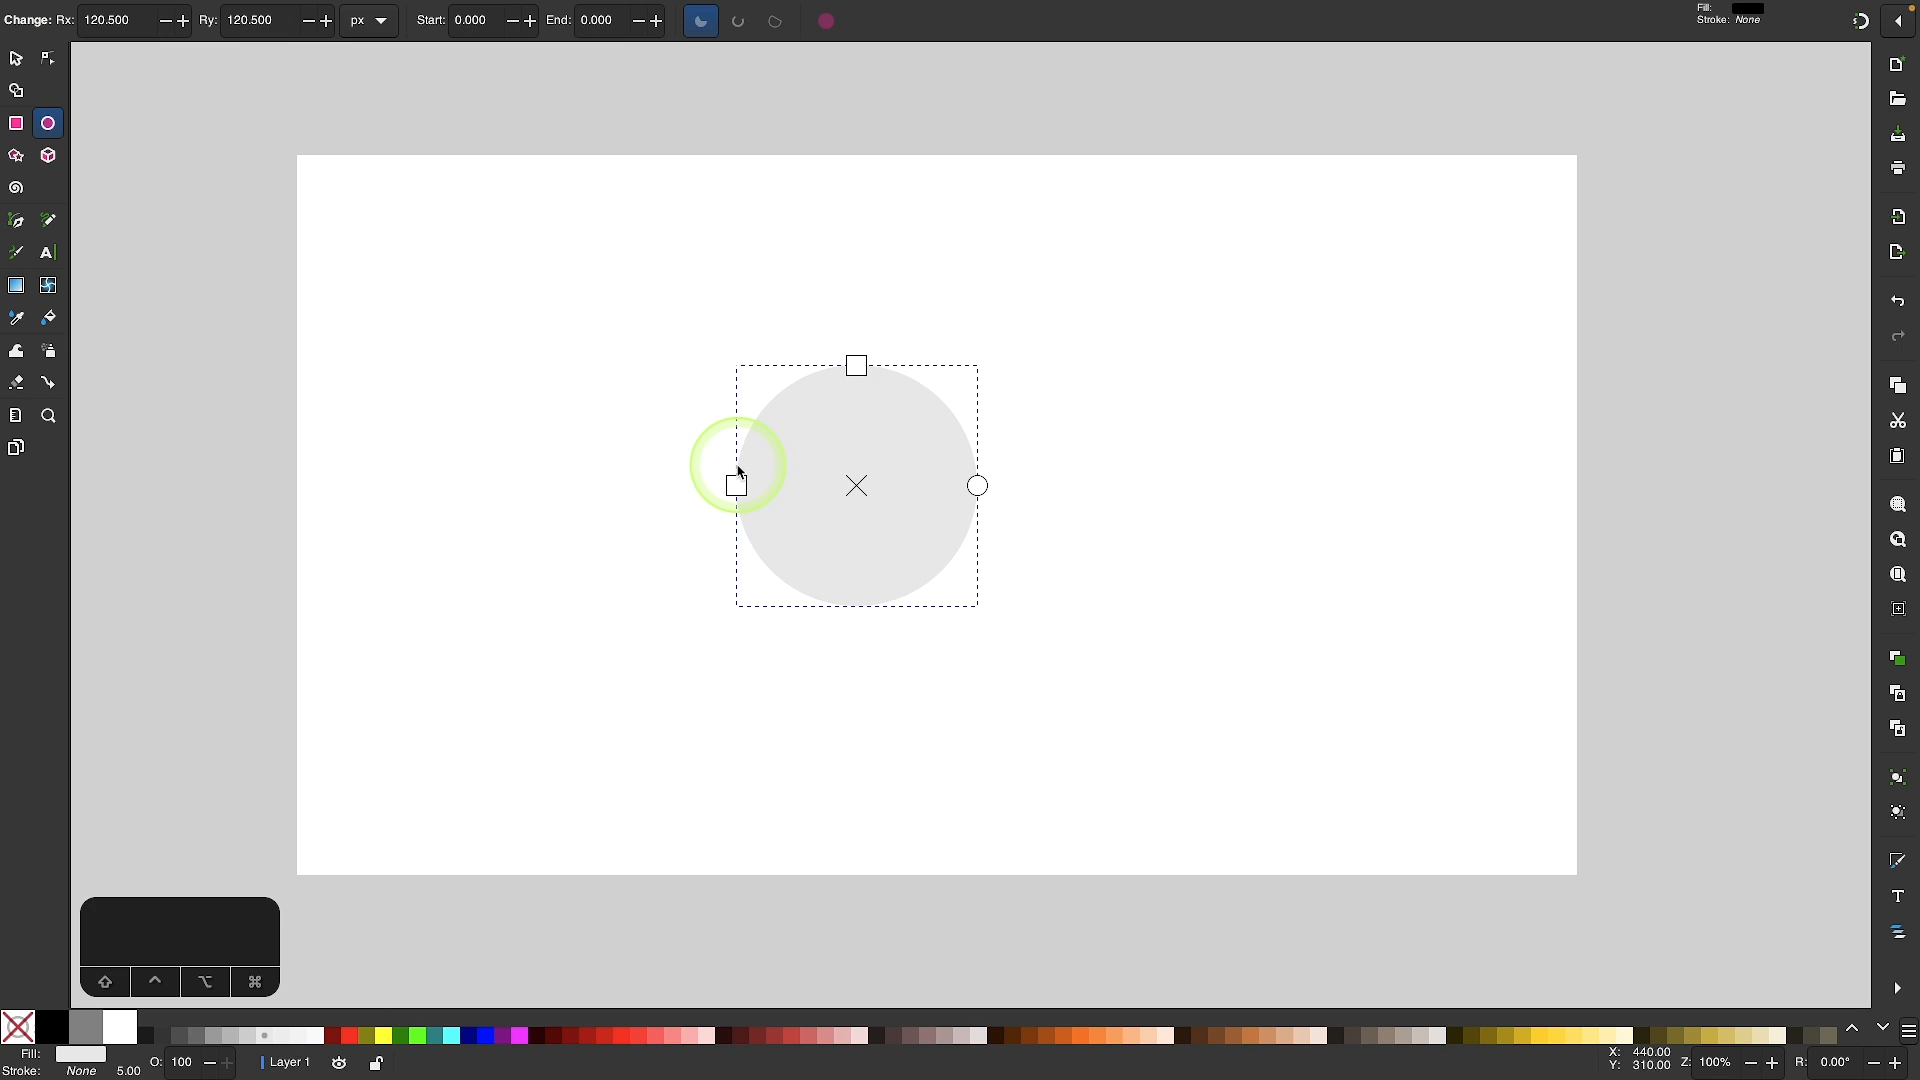 Change: Rx: 120.500 Ry: 120.500 px Start: 0.000 End: 0.000
Fill:
Stroke: None
A
T
Fill:
Stroke: None 5.00
O: 100
Layer 1
X: 440.00
Y: 310.00
Z: 100%
R: 0.00°